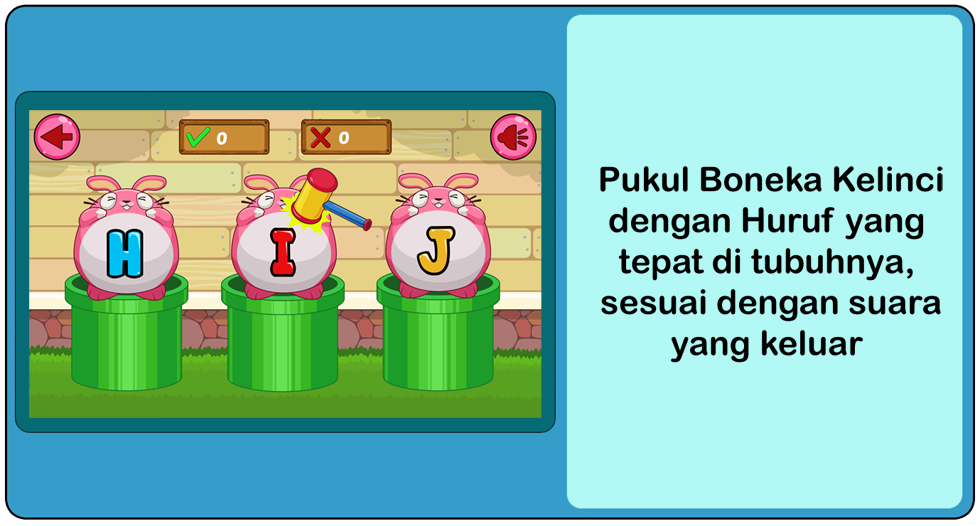 0 0
H I J
Pukul Boneka Kelinci
dengan Huruf yang
tepat di tubuhnya,
sesuai dengan suara
yang keluar